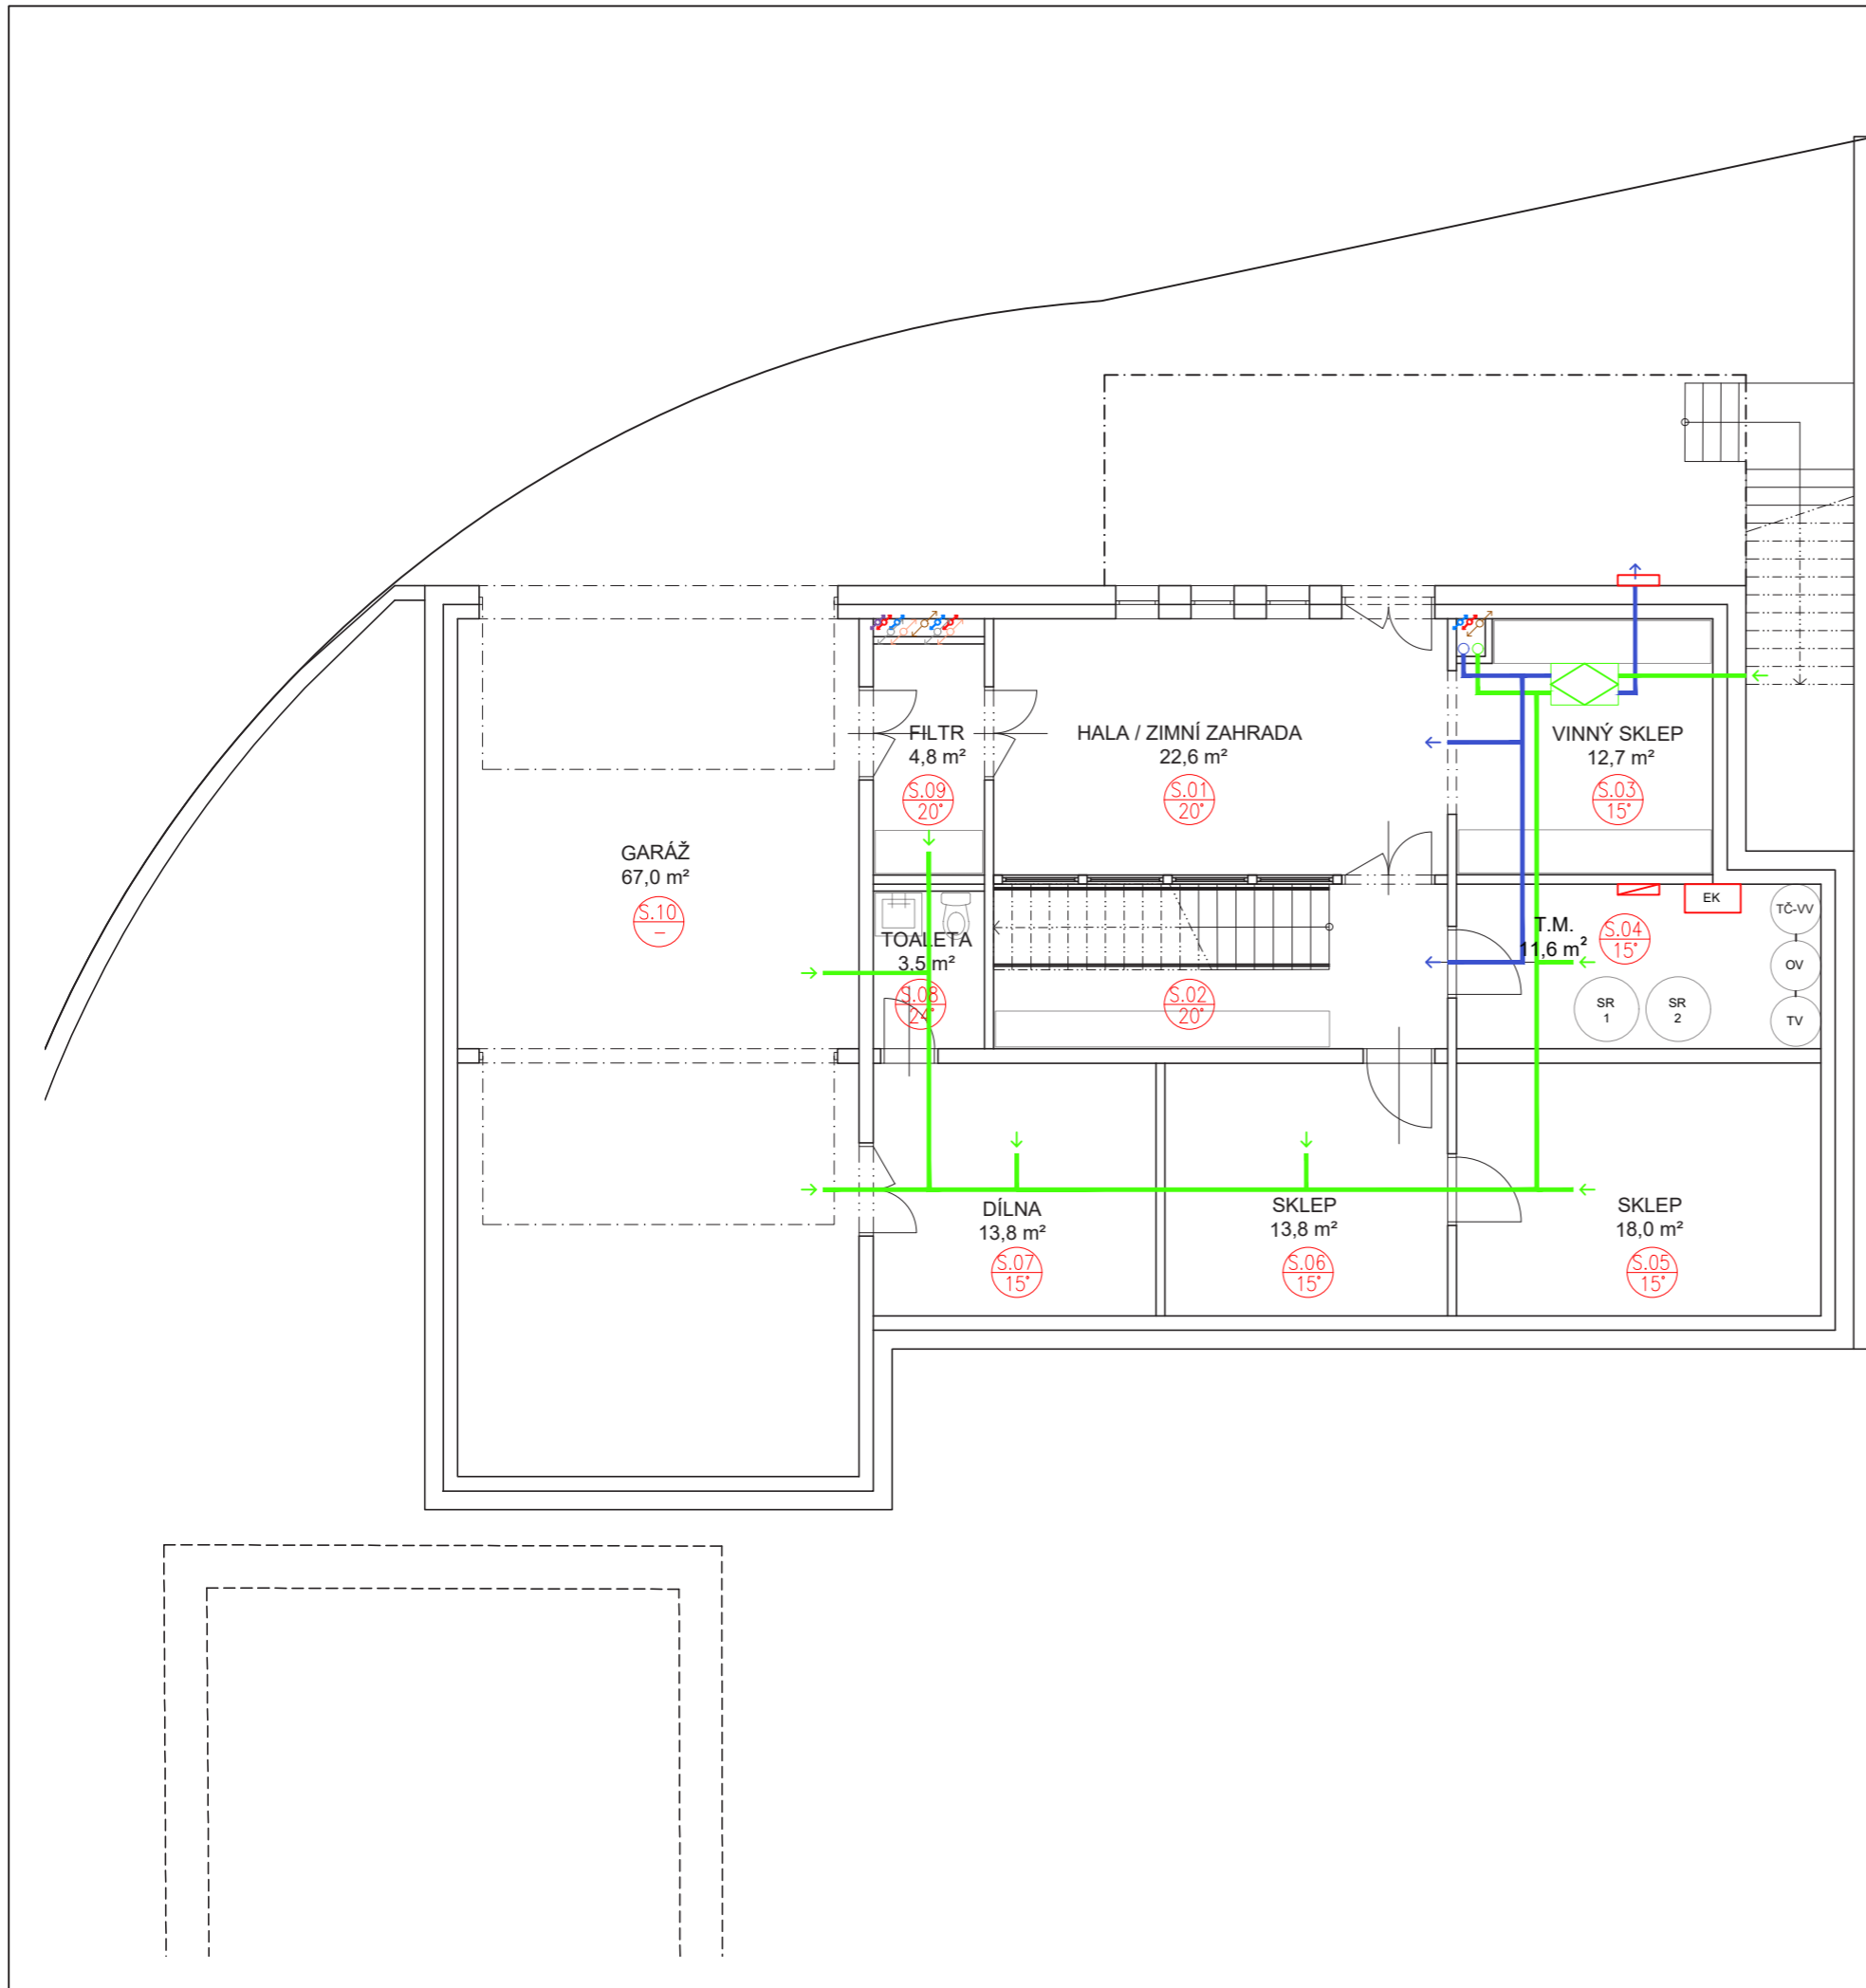 FILTR
4,8 m²
S.09
20°
HALA / ZIMNÍ ZAHRADA
22,6 m²
S.01
20°
VINNÝ SKLEP
12,7 m²
S.03
15°
GARÁŽ
67,0 m²
S.10
–
TOALETA
3,5 m²
S.08
24°
S.02
20°
T.M.
11,6 m²
S.04
15°
EK
TČ-VV
OV
TV
SR
1
SR
2
DÍLNA
13,8 m²
S.07
15°
SKLEP
13,8 m²
S.06
15°
SKLEP
18,0 m²
S.05
15°